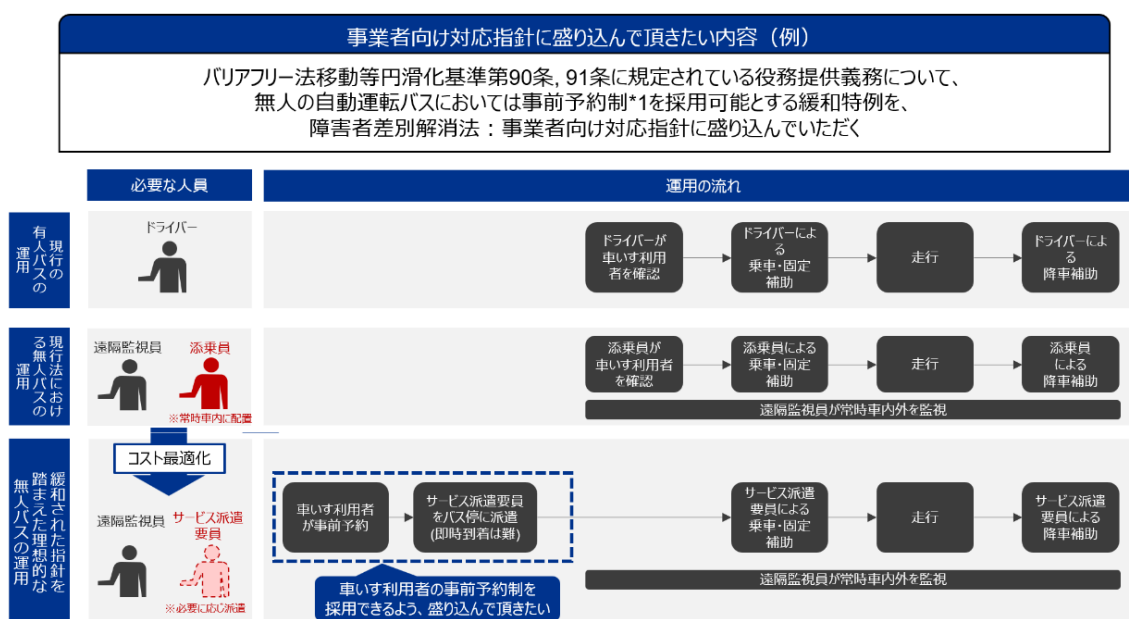 事業者向け対応指針に盛り込んで頂きたい内容（例）
バリアフリー法移動等円滑化基準第90条, 91条に規定されている役務提供義務について、
無人の自動運転バスにおいては事前予約制*1を採用可能とする緩和特例を、
障害者差別解消法：事業者向け対応指針に盛り込んでいただく
必要な人員
運用の流れ
現行の
有人バスの
運用
ドライバー
ドライバーが
車いす利用
者を確認
ドライバーによ
る
乗車・固定
補助
走行
ドライバーによ
る
降車補助
現行法におけ
る無人バスの
運用
遠隔監視員
添乗員
※常時車内に配置
添乗員が
車いす利用者
を確認
添乗員による
乗車・固定
補助
走行
添乗員
による
降車補助
遠隔監視員が常時車内外を監視
コスト最適化
緩和された指針を
踏まえた理想的な
無人バスの運用
遠隔監視員
サービス派遣
要員
※必要に応じ派遣
車いす利用者
が事前予約
サービス派遣要員
をバス停に派遣
(即時到着は難)
サービス派遣
要員による
乗車・固定
補助
走行
サービス派遣
要員による
降車補助
遠隔監視員が常時車内外を監視
車いす利用者の事前予約制を
採用できるよう、盛り込んで頂きたい